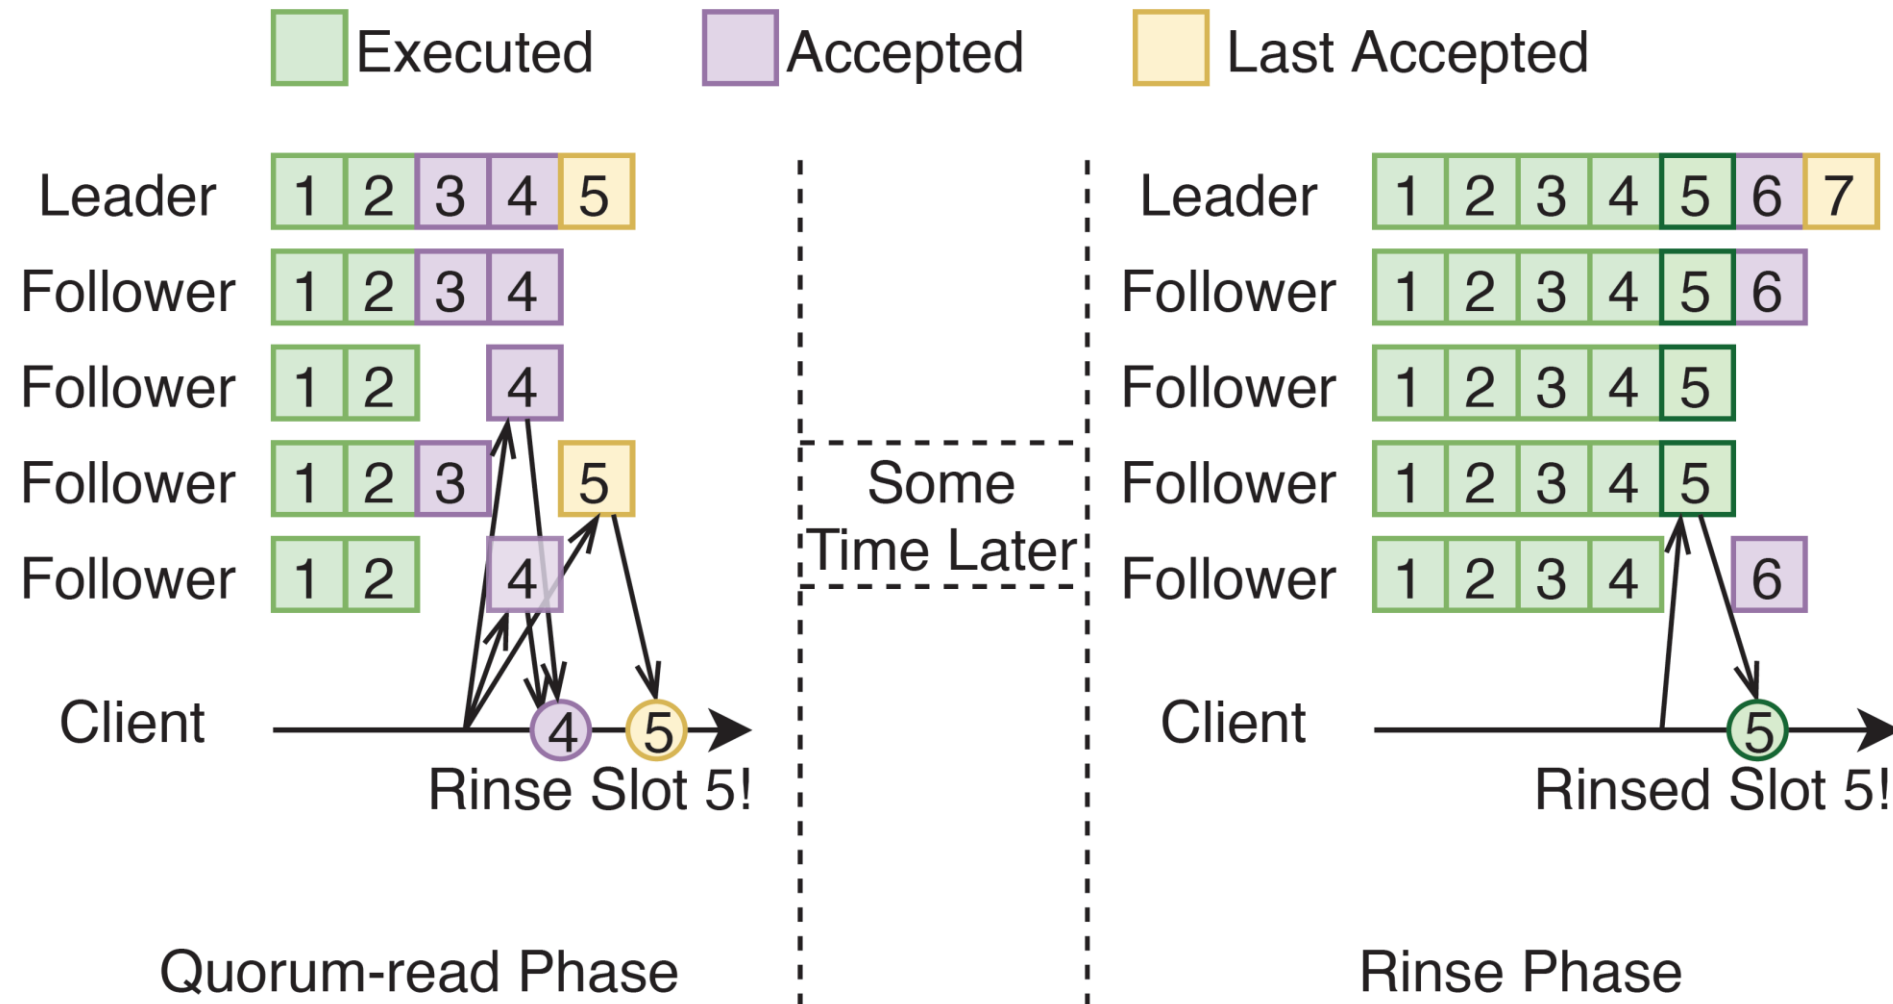 Executed Accepted Last Accepted
Leader 1 2 3 4 5
Follower 1 2 3 4
Follower 1 2 4
Follower 1 2 3 5
Follower 1 2 4
Client 4 5
Rinse Slot 5!
Quorum-read Phase
Some
Time Later
Leader 1 2 3 4 5 6 7
Follower 1 2 3 4 5 6
Follower 1 2 3 4 5
Follower 1 2 3 4 5
Follower 1 2 3 4 6
Client 5
Rinsed Slot 5!
Rinse Phase